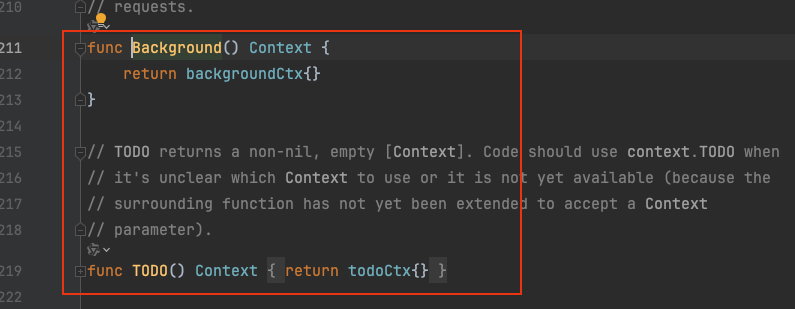 210 // requests.
211 func Background() Context {
212 return backgroundCtx{}
213 }
214
215 // TODO returns a non-nil, empty [Context]. Code should use context.TODO when
216 // it's unclear which Context to use or it is not yet available (because the
217 // surrounding function has not yet been extended to accept a Context
218 // parameter).
219 func TODO() Context { return todoCtx{} }
222